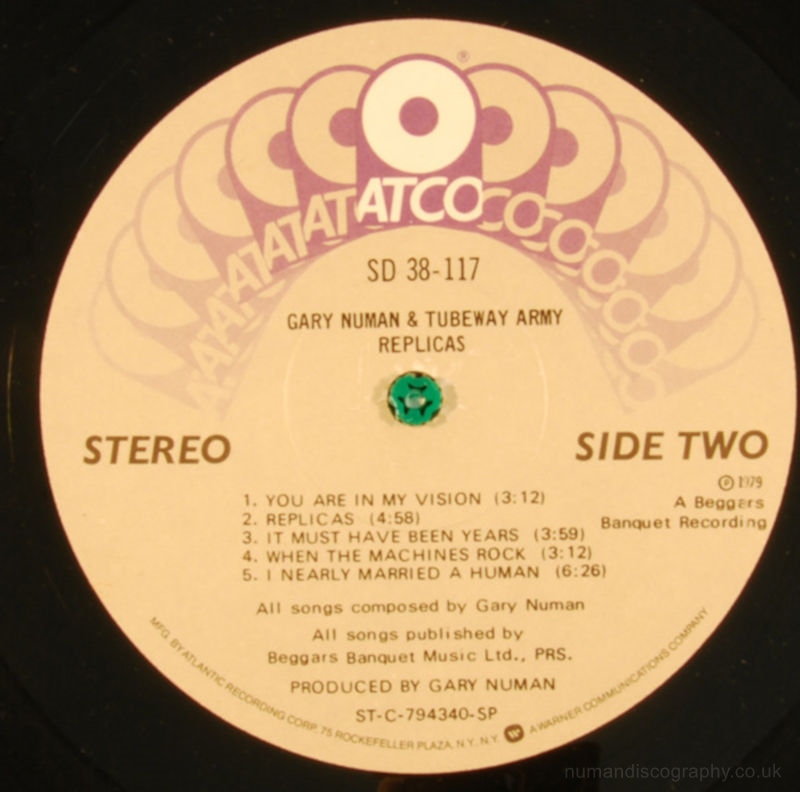 ®
ATCO
SD 38-117
GARY NUMAN & TUBEWAY ARMY
REPLICAS
STEREO
SIDE TWO
℗ 1979
A Beggars
Banquet Recording
1. YOU ARE IN MY VISION (3:12)
2. REPLICAS (4:58)
3. IT MUST HAVE BEEN YEARS (3:59)
4. WHEN THE MACHINES ROCK (3:12)
5. I NEARLY MARRIED A HUMAN (6:26)
All songs composed by Gary Numan
All songs published by
Beggars Banquet Music Ltd., PRS.
PRODUCED BY GARY NUMAN
ST-C-794340-SP
MFG. BY ATLANTIC RECORDING CORP. 75 ROCKEFELLER PLAZA, N.Y., N.Y. A WARNER COMMUNICATIONS COMPANY
numandiscography.co.uk